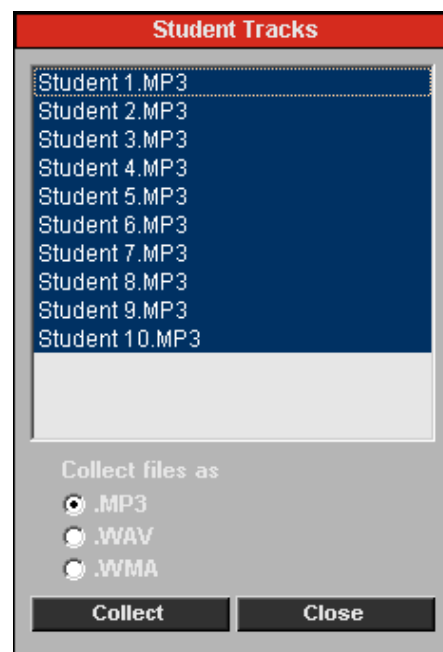 Student Tracks
Student 1.MP3
Student 2.MP3
Student 3.MP3
Student 4.MP3
Student 5.MP3
Student 6.MP3
Student 7.MP3
Student 8.MP3
Student 9.MP3
Student 10.MP3
Collect files as
.MP3
.WAV
.WMA
Collect Close